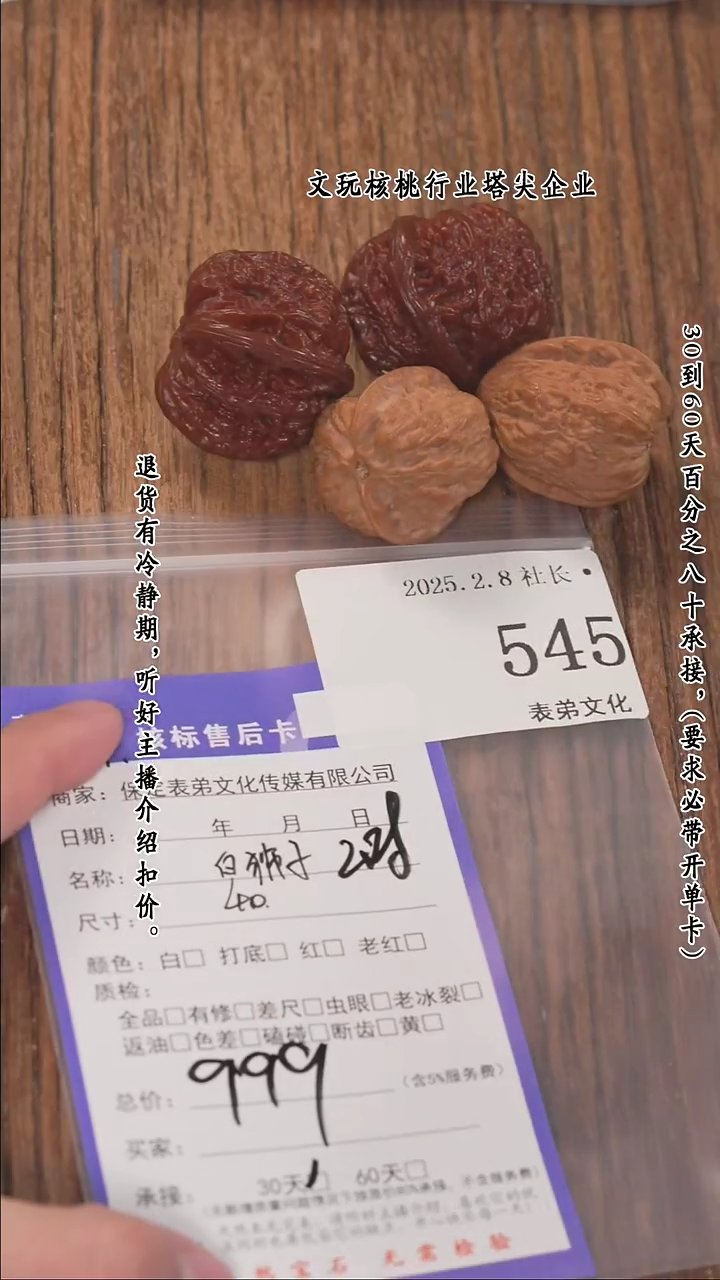 文玩核桃行业塔尖企业
30到60天百分之八十承接，（要求必带开单卡）
退货有冷静期，听好主播介绍扣价。
2025.2.8 社长
545
表弟文化
核标售后卡
商家：保定表弟文化传媒有限公司
日期： 年 月 日
名称：白狮子 2对
尺寸：40.
颜色：白□ 打底□ 红□ 老红□
质检：
全品□有修□差尺□虫眼□老冰裂□
返油□色差□磕碰□断齿□黄□
总价：999（含5%服务费）
买家：
承接： 30天□ 60天□
无需检验